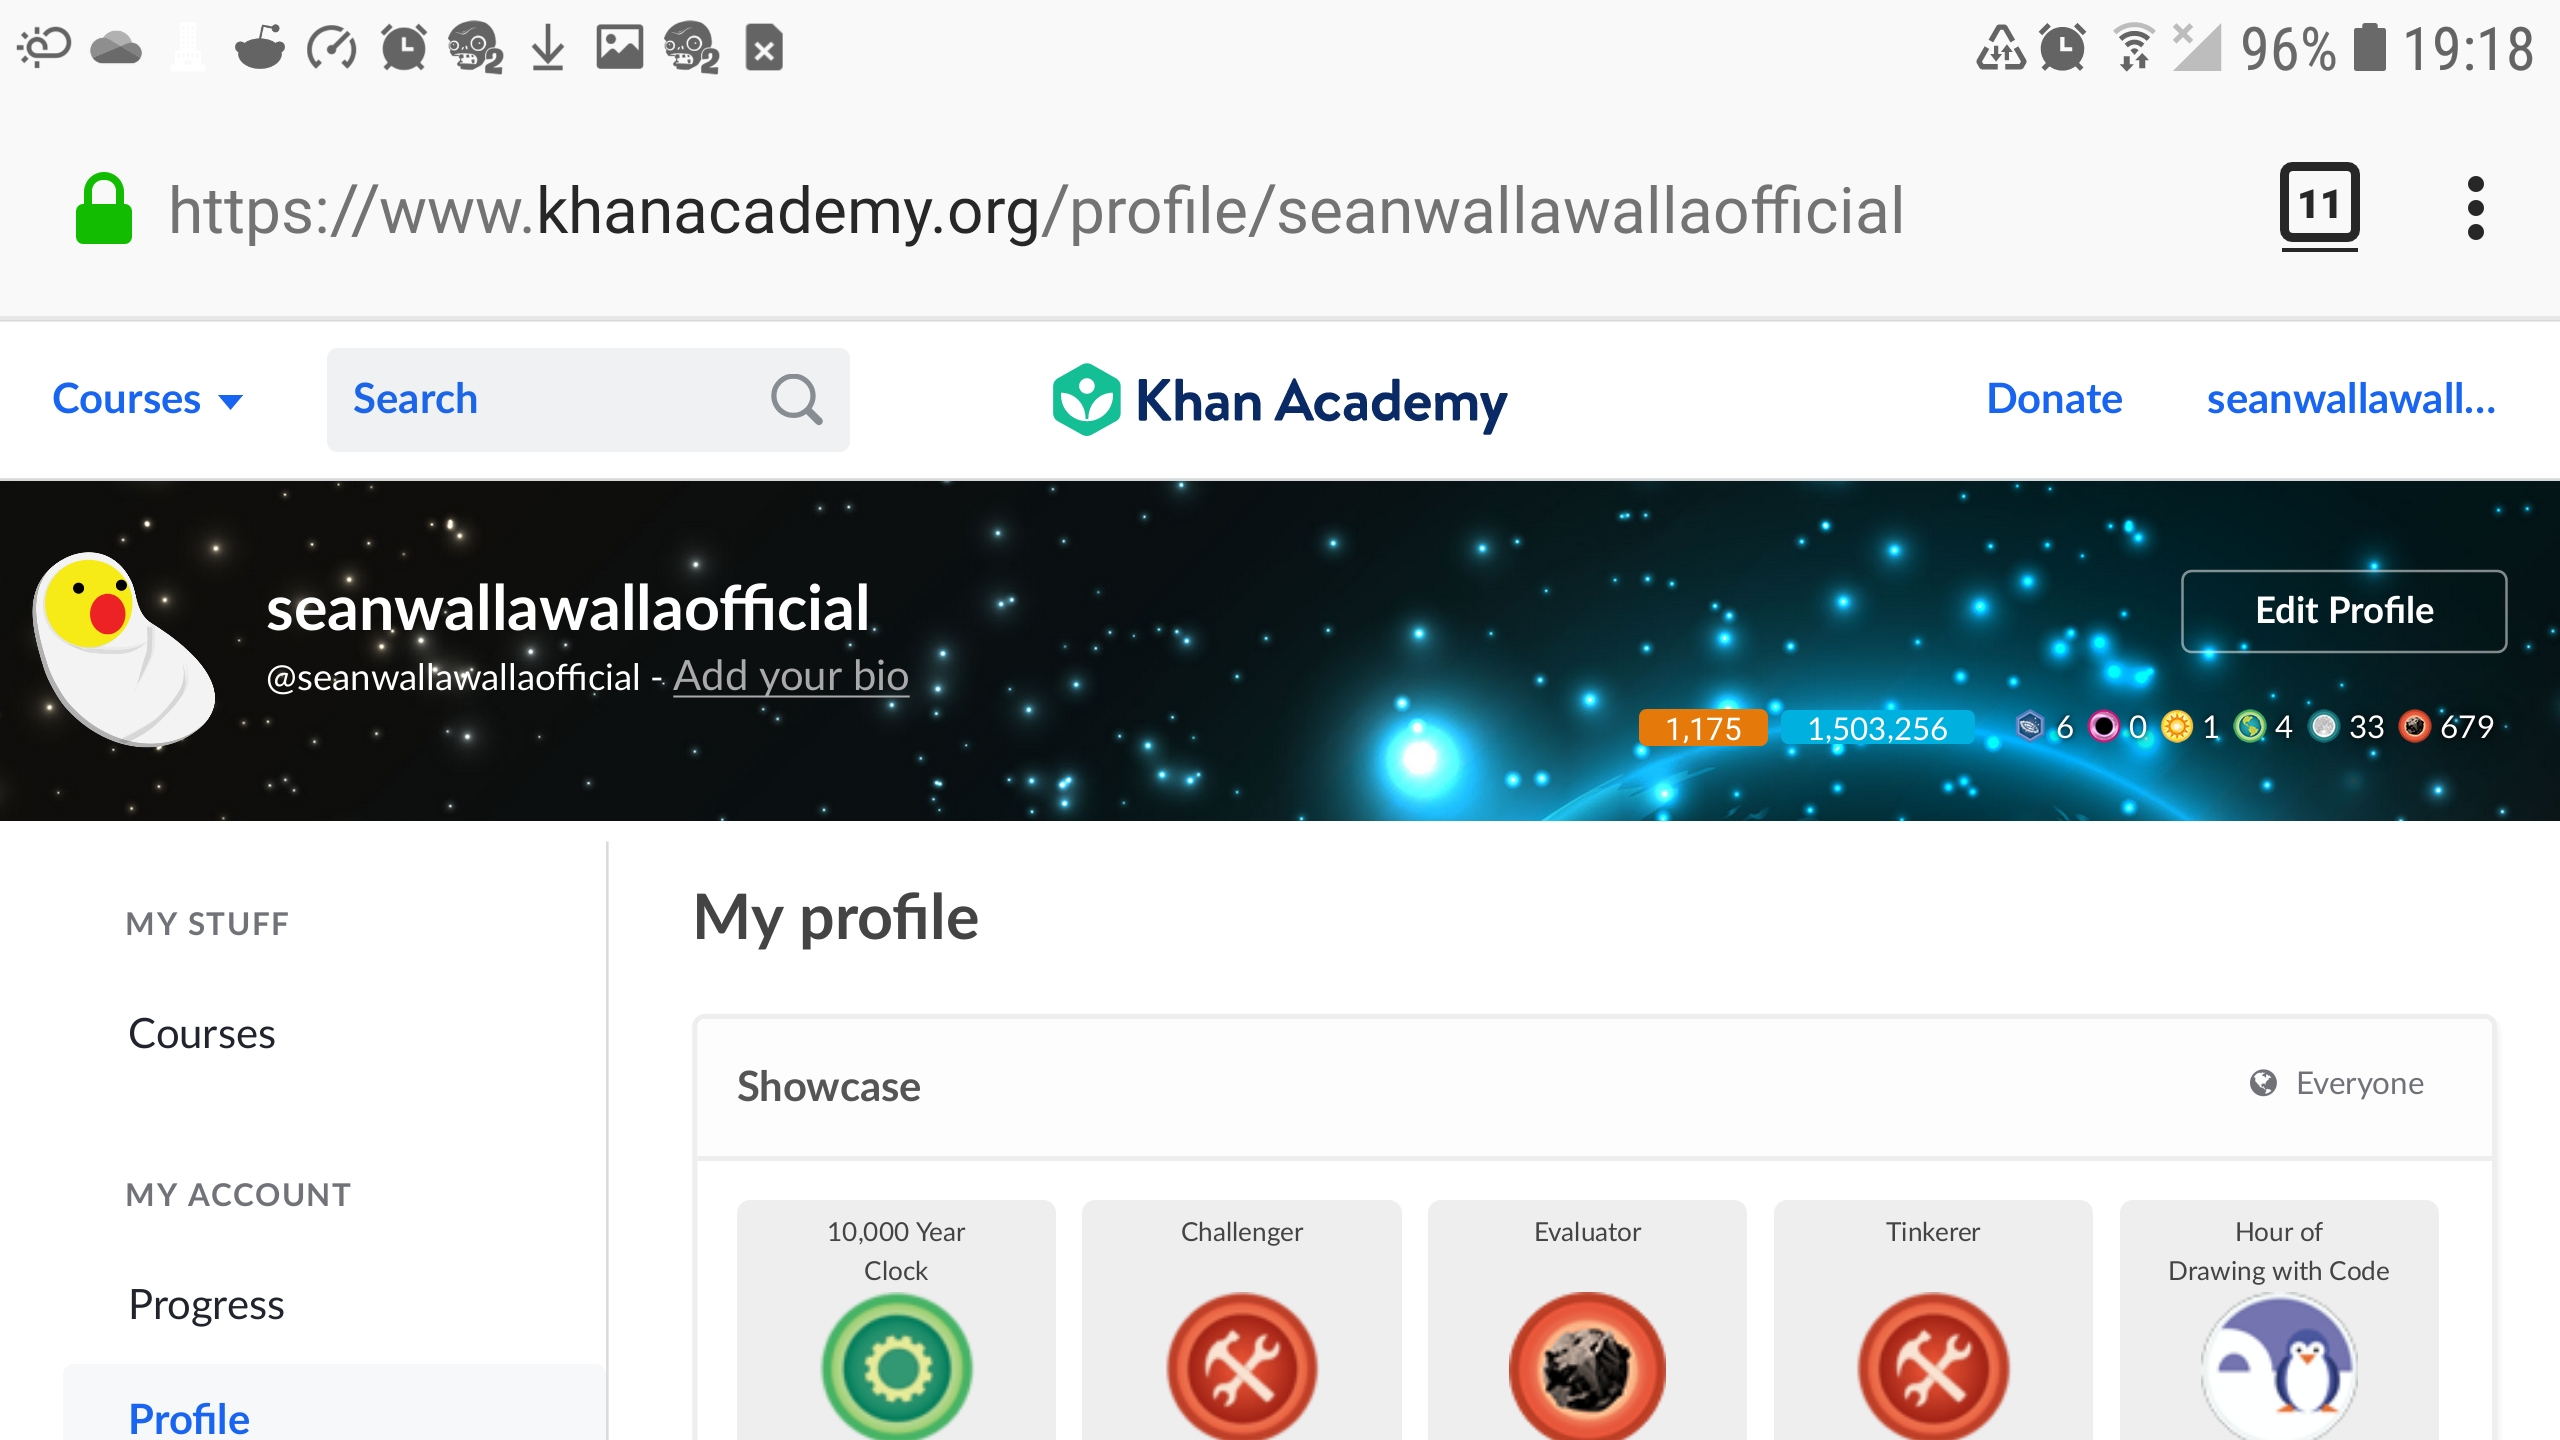 96% 19:18
https://www.khanacademy.org/profile/seanwallawallaofficial
11
Courses
Search
Khan Academy
Donate
seanwallawall...
seanwallawallaofficial
@seanwallawallaofficial - Add your bio
Edit Profile
1,175 1,503,256 6 0 1 4 33 679
MY STUFF
Courses
MY ACCOUNT
Progress
Profile
My profile
Showcase
Everyone
10,000 Year
Clock
Challenger
Evaluator
Tinkerer
Hour of
Drawing with Code